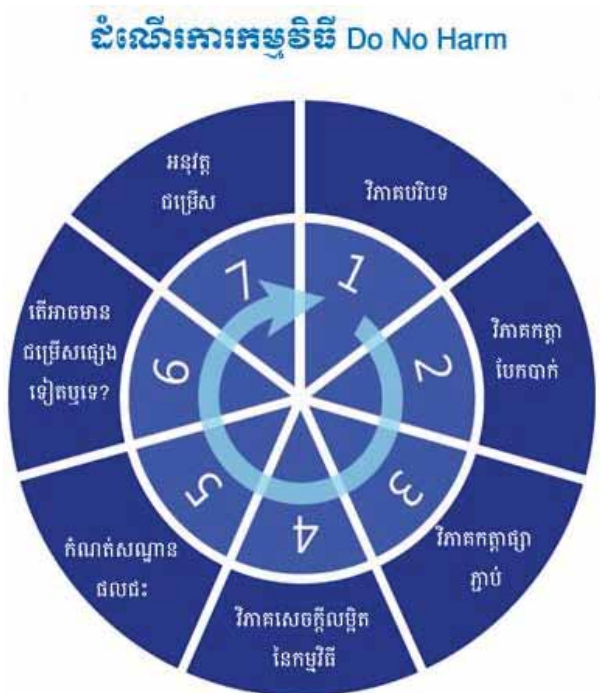 ដំណើរការកម្មវិធី Do No Harm
1
វិភាគបរិបទ
2
វិភាគកត្តា
បែកបាក់
3
វិភាគកត្តាផ្សា
ភ្ជាប់
4
វិភាគសេចក្តីលម្អិត
នៃកម្មវិធី
5
កំណត់សណ្ឋាន
ផលជះ
6
តើអាចមាន
ជម្រើសផ្សេង
ទៀតឬទេ?
7
អនុវត្ត
ជម្រើស